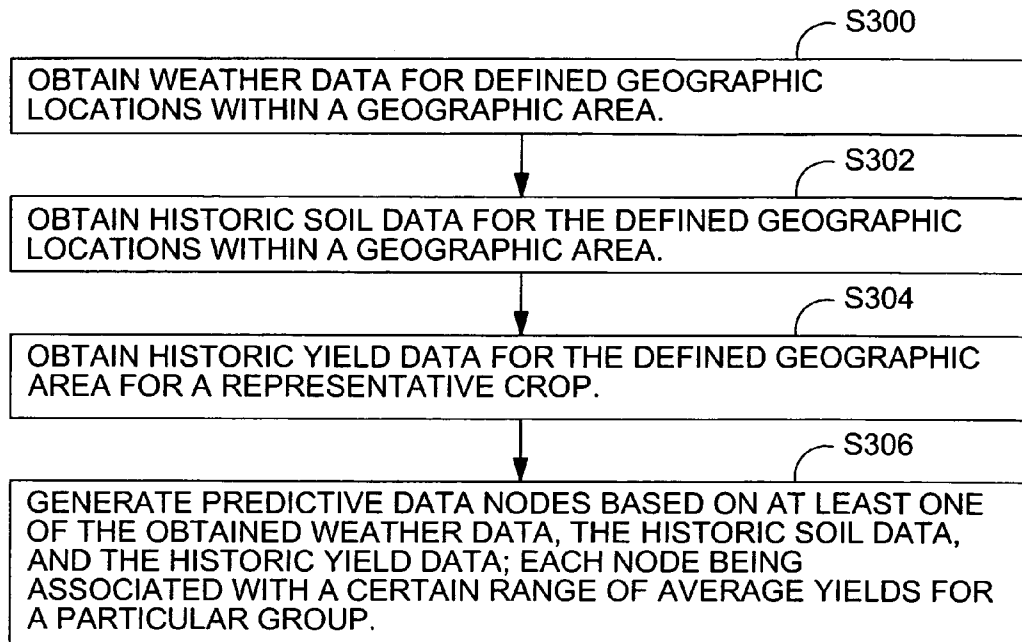 S300
OBTAIN WEATHER DATA FOR DEFINED GEOGRAPHIC
LOCATIONS WITHIN A GEOGRAPHIC AREA.
S302
OBTAIN HISTORIC SOIL DATA FOR THE DEFINED GEOGRAPHIC
LOCATIONS WITHIN A GEOGRAPHIC AREA.
S304
OBTAIN HISTORIC YIELD DATA FOR THE DEFINED GEOGRAPHIC
AREA FOR A REPRESENTATIVE CROP.
S306
GENERATE PREDICTIVE DATA NODES BASED ON AT LEAST ONE
OF THE OBTAINED WEATHER DATA, THE HISTORIC SOIL DATA,
AND THE HISTORIC YIELD DATA; EACH NODE BEING
ASSOCIATED WITH A CERTAIN RANGE OF AVERAGE YIELDS FOR
A PARTICULAR GROUP.